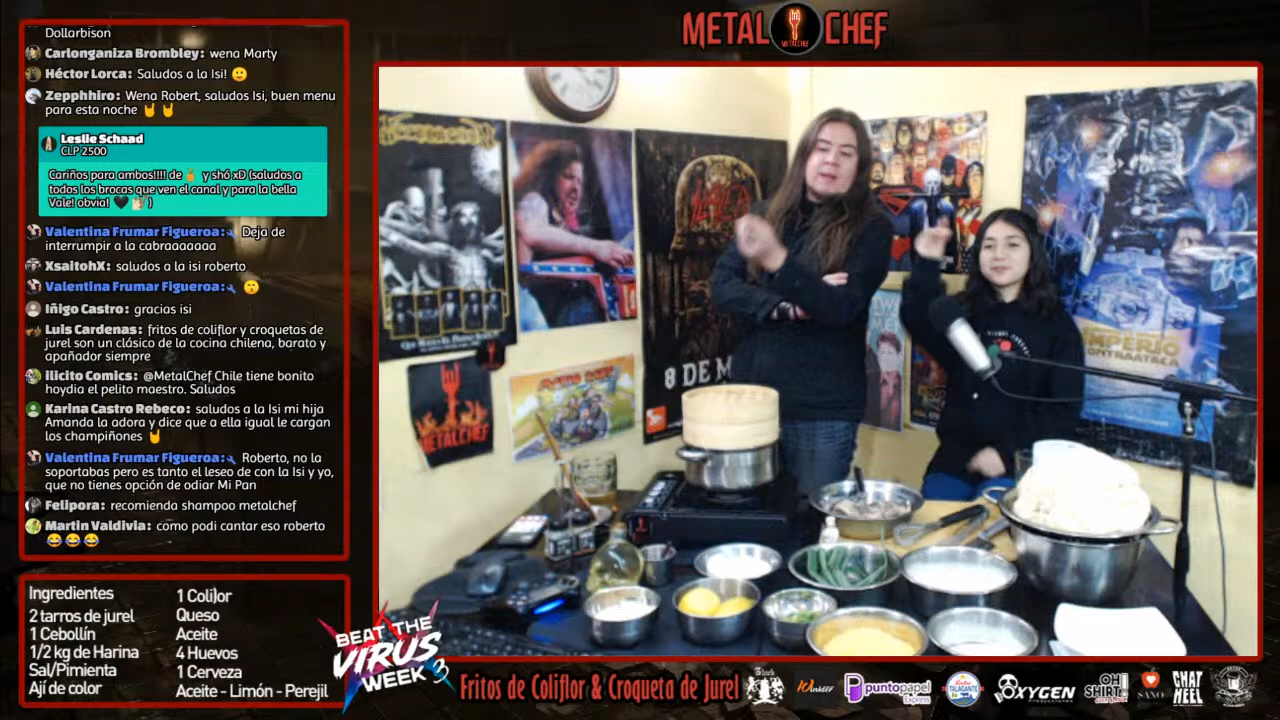 METAL CHEF
METALCHEF
Dollarbison
Carlonganiza Brombley: wena Marty
Héctor Lorca: Saludos a la Isi! 🙂
Zepphhiro: Wena Robert, saludos Isi, buen menu
para esta noche 🤘 🤘
Leslie Schaad
CLP 2500
Cariños para ambos!!!! de 🍍 y shó xD (saludos a
todos los brocas que ven el canal y para la bella
Vale! obvia! 🖤
Valentina Frumar Figueroa: Deja de
interrumpir a la cabraaaaaaa
XsaitohX: saludos a la isi roberto
Valentina Frumar Figueroa: 😙
Iñigo Castro: gracias isi
Luis Cardenas: fritos de coliflor y croquetas de
jurel son un clásico de la cocina chilena, barato y
apañador siempre
ilicito Comics: @MetalChef Chile tiene bonito
hoydia el pelito maestro. Saludos
Karina Castro Rebeco: saludos a la Isi mi hija
Amanda la adora y dice que a ella igual le cargan
los champiñones 🤘
Valentina Frumar Figueroa: Roberto, no la
soportabas pero es tanto el leseo de con la Isi y yo,
que no tienes opción de odiar Mi Pan
Felipora: recomienda shampoo metalchef
Martin Valdivia: como podi cantar eso roberto
😂😂😂
8 DE M
METALCHEF
IMPERIO
CONTRAATACA
Ingredientes
2 tarros de jurel
1 Cebollín
1/2 kg de Harina
Sal/Pimienta
Ají de color
1 Coliflor
Queso
Aceite
4 Huevos
1 Cerveza
Aceite - Limón - Perejil
BEAT THE
VIRUS
WEEK 3
Fritos de Coliflor & Croqueta de Jurel
Winkler
puntopapel
Express
TALAGANTE
OXYGEN
OH
SHIRT!
SANO
CHAT
HEEL